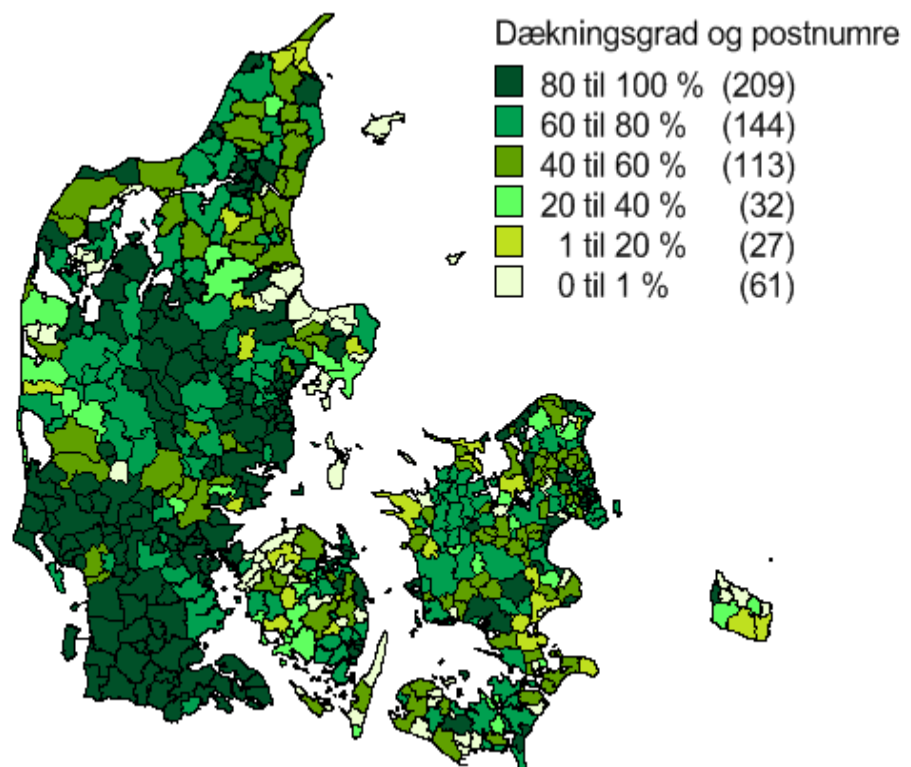 Dækningsgrad og postnumre
80 til 100 % (209)
60 til 80 % (144)
40 til 60 % (113)
20 til 40 % (32)
1 til 20 % (27)
0 til 1 % (61)